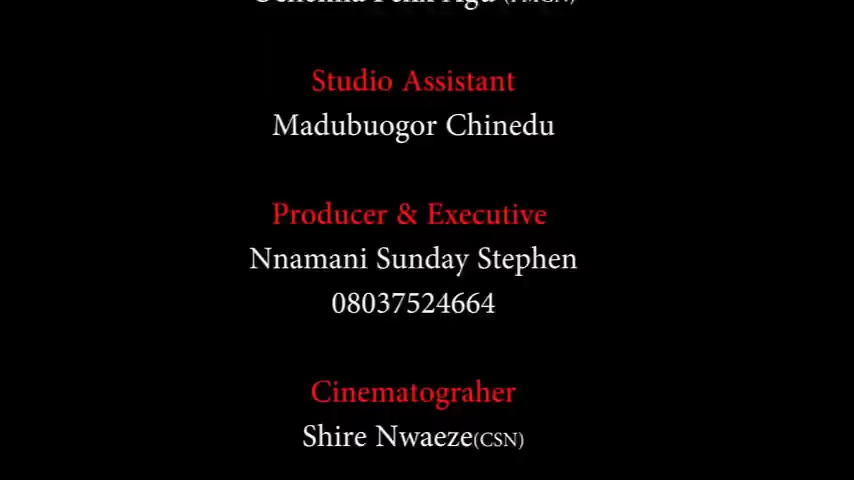 Studio Assistant
Madubuogor Chinedu
Producer & Executive
Nnamani Sunday Stephen
08037524664
Cinematograher
Shire Nwaeze(CSN)